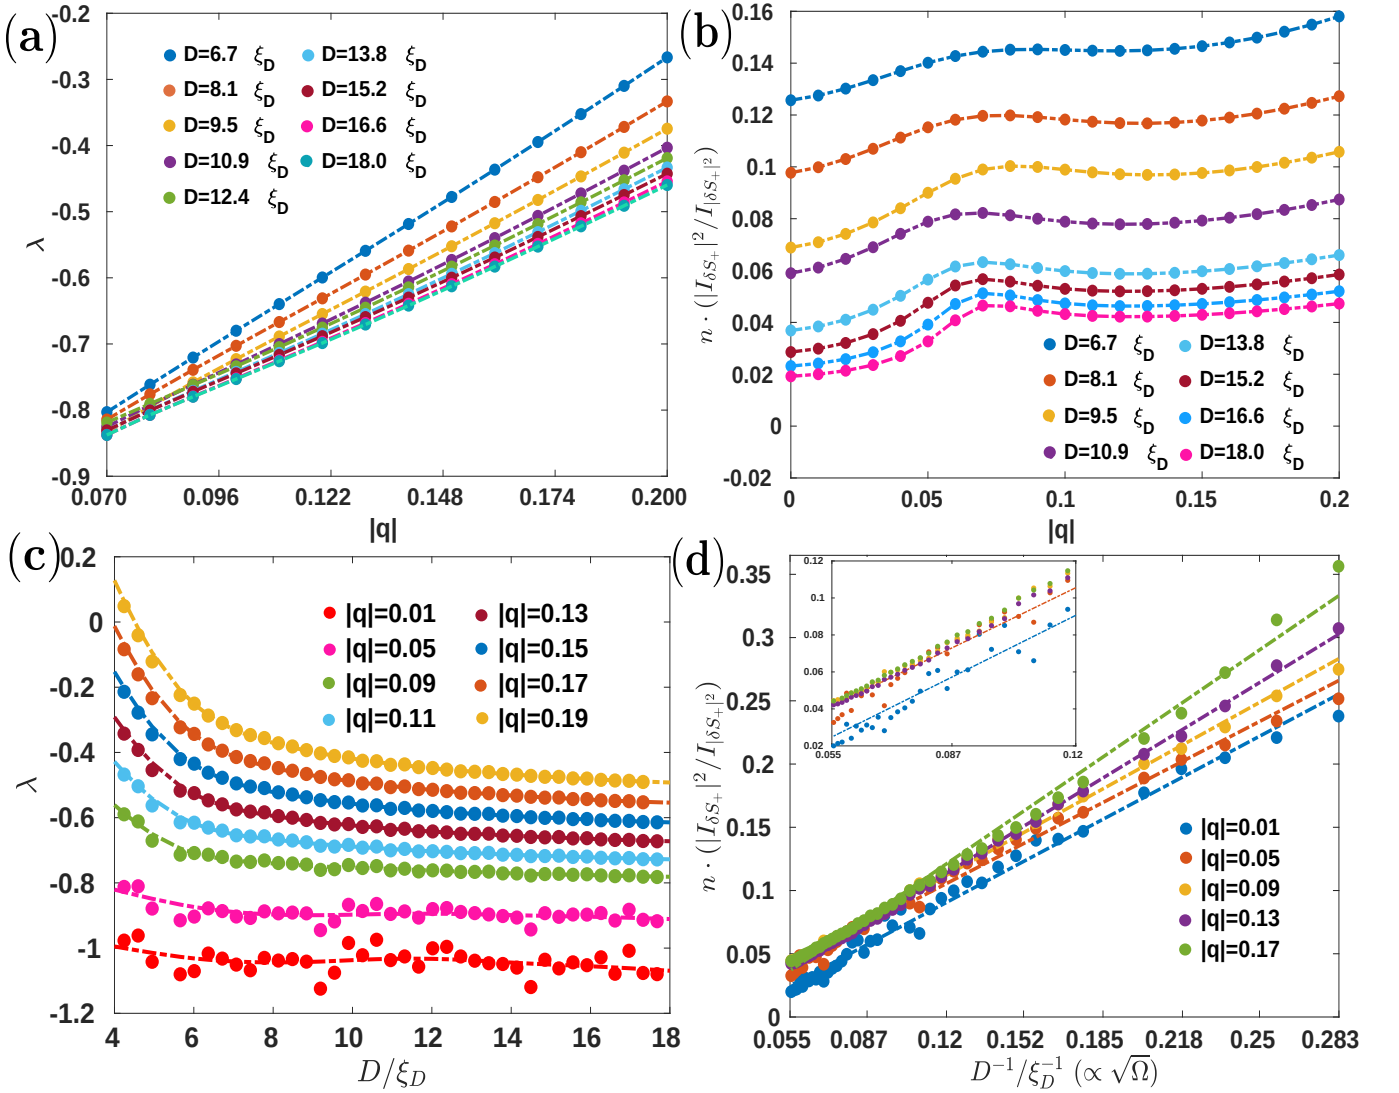 (a)
-0.2
-0.3
-0.4
-0.5
-0.6
-0.7
-0.8
-0.9
λ
D=6.7 ξ_D
D=8.1 ξ_D
D=9.5 ξ_D
D=10.9 ξ_D
D=12.4 ξ_D
D=13.8 ξ_D
D=15.2 ξ_D
D=16.6 ξ_D
D=18.0 ξ_D
0.070 0.096 0.122 0.148 0.174 0.200
|q|
(b)
0.16
0.14
0.12
0.1
0.08
0.06
0.04
0.02
0
-0.02
n · (|I_{δS_+}|^2/I_{|δS_+|^2})
D=6.7 ξ_D
D=8.1 ξ_D
D=9.5 ξ_D
D=10.9 ξ_D
D=13.8 ξ_D
D=15.2 ξ_D
D=16.6 ξ_D
D=18.0 ξ_D
0 0.05 0.1 0.15 0.2
|q|
(c)
0.2
0
-0.2
-0.4
-0.6
-0.8
-1
-1.2
λ
|q|=0.01
|q|=0.05
|q|=0.09
|q|=0.11
|q|=0.13
|q|=0.15
|q|=0.17
|q|=0.19
4 6 8 10 12 14 16 18
D/ξ_D
(d)
0.35
0.3
0.25
0.2
0.15
0.1
0.05
0
n · (|I_{δS_+}|^2/I_{|δS_+|^2})
0.12
0.1
0.08
0.06
0.04
0.02
0.055 0.087 0.12
|q|=0.01
|q|=0.05
|q|=0.09
|q|=0.13
|q|=0.17
0.055 0.087 0.12 0.152 0.185 0.218 0.25 0.283
D^{-1}/ξ_D^{-1} (∝ √Ω)